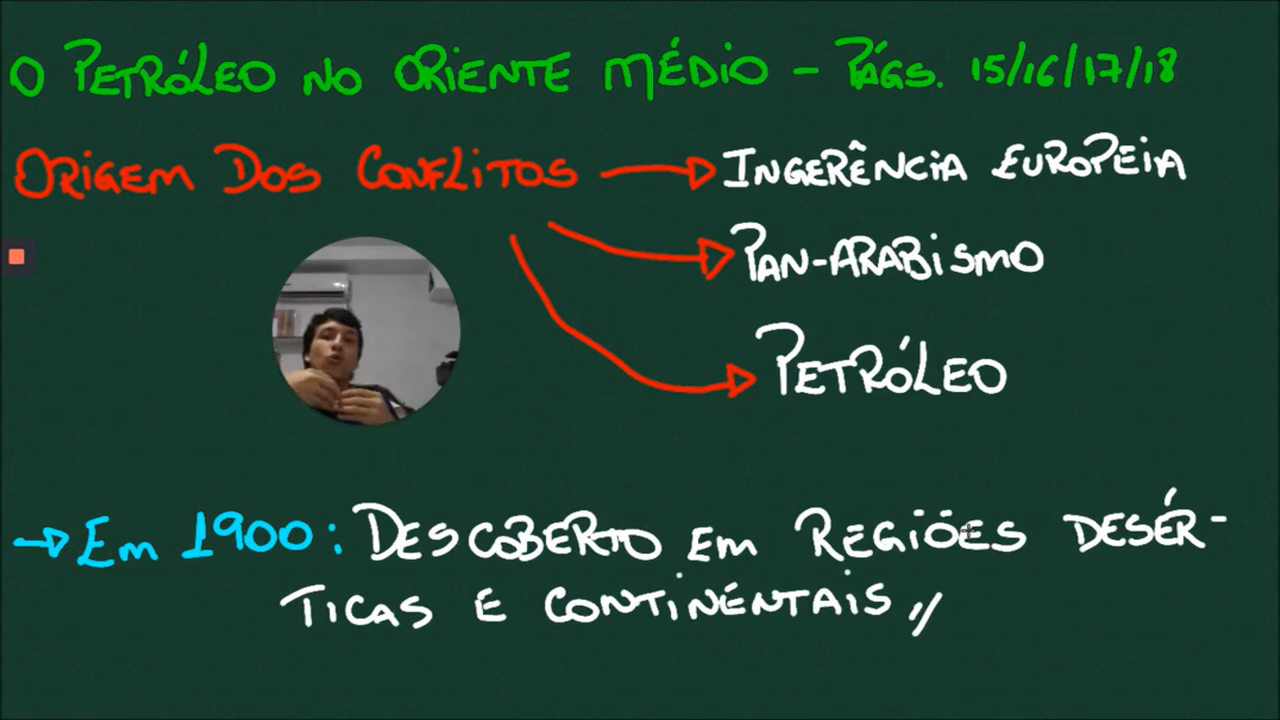 O PETRÓLEO NO ORIENTE MÉDIO - PÁGS. 15/16/17/18
ORIGEM DOS CONFLITOS → INGERÊNCIA EUROPEIA
PAN-ARABISMO
PETRÓLEO
→ Em 1900: DESCOBERTO EM REGIÕES DESÉR-
TICAS E CONTINENTAIS //